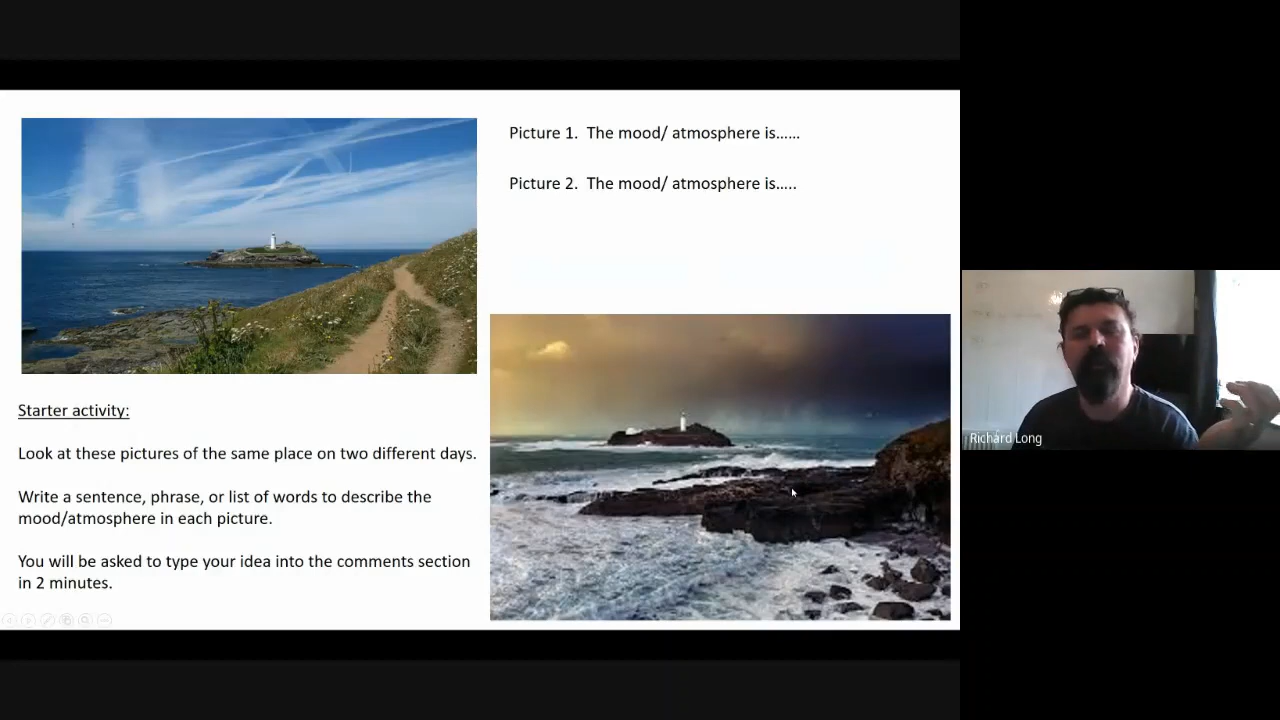 Picture 1.  The mood/ atmosphere is......
Picture 2.  The mood/ atmosphere is.....
Starter activity:
Look at these pictures of the same place on two different days.
Write a sentence, phrase, or list of words to describe the
mood/atmosphere in each picture.
You will be asked to type your idea into the comments section
in 2 minutes.
Richard Long